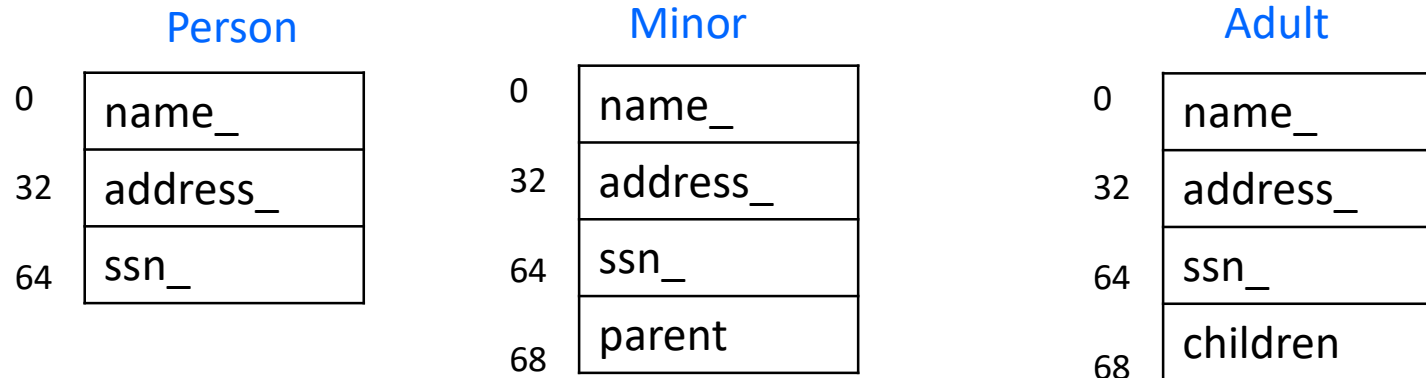 Person
0
name_
32
address_
64
ssn_
Minor
0
name_
32
address_
64
ssn_
68
parent
Adult
0
name_
32
address_
64
ssn_
68
children